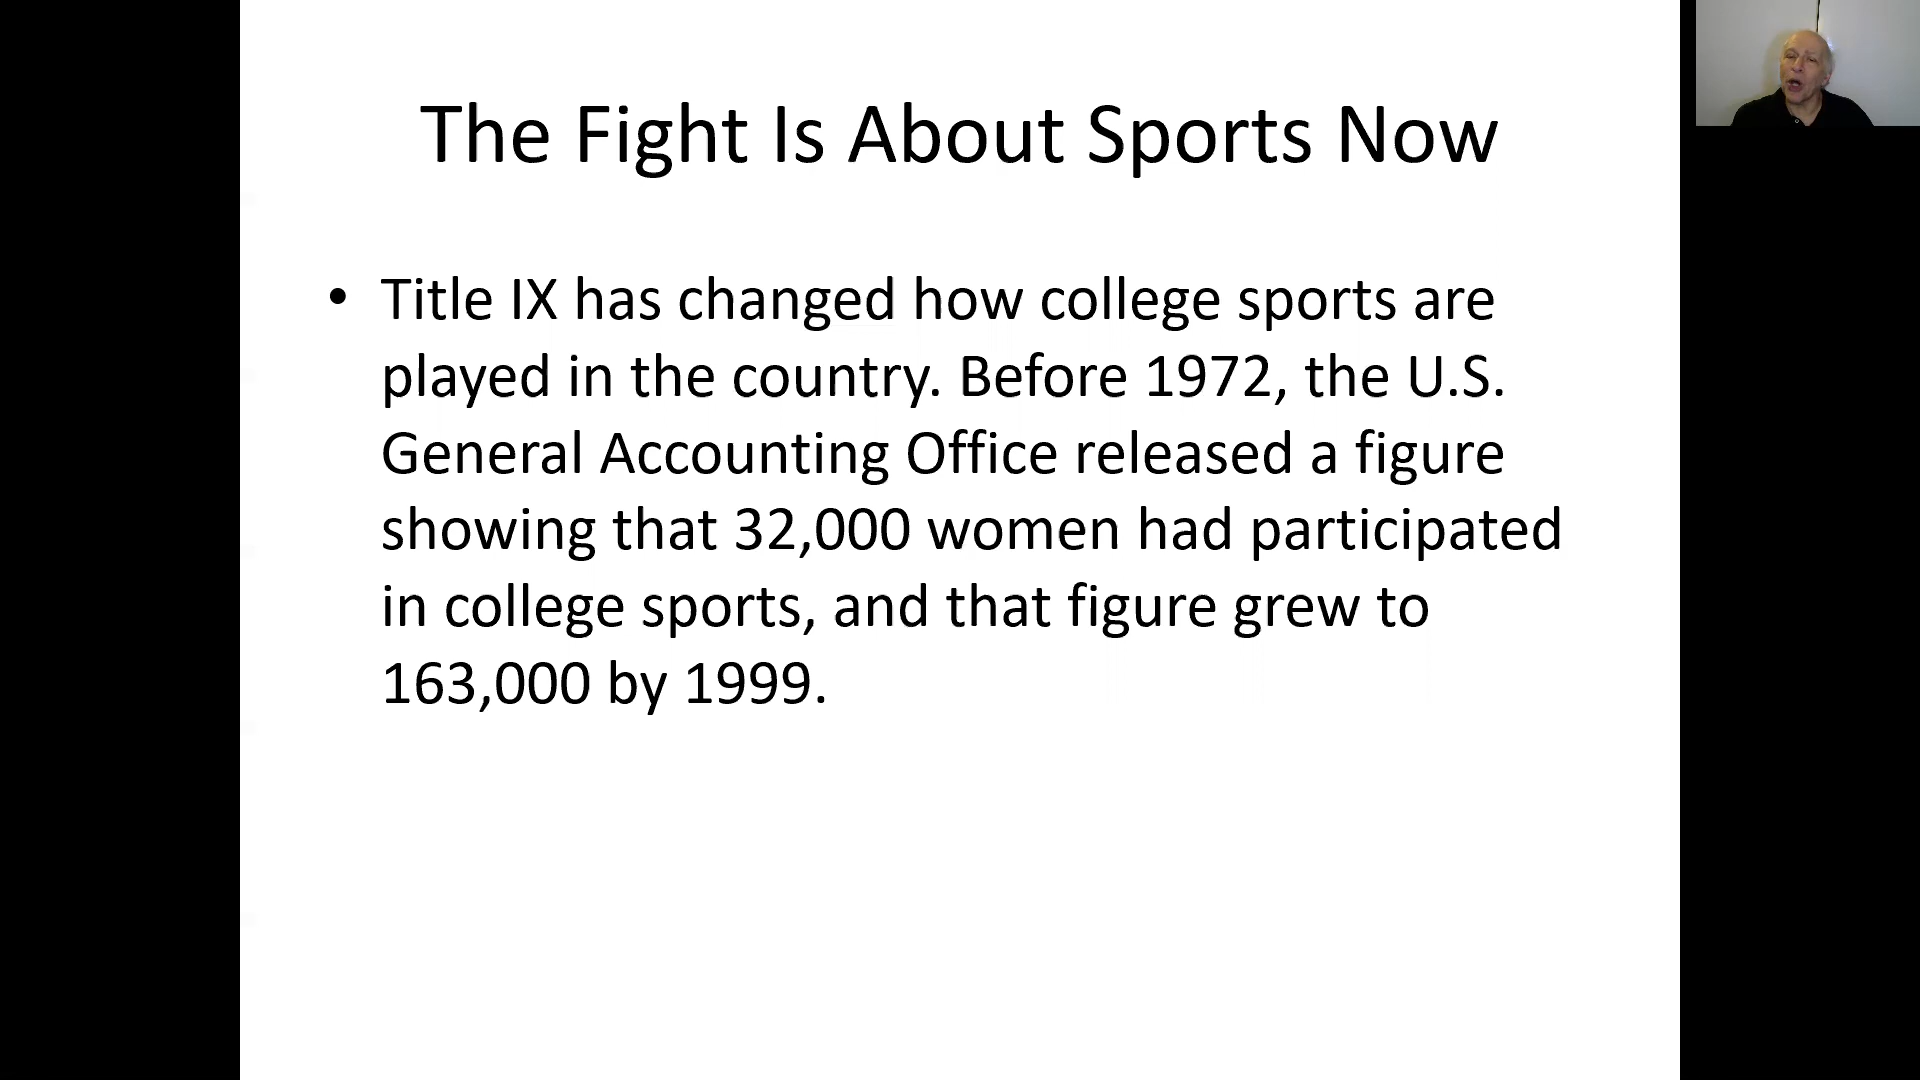 The Fight Is About Sports Now
• Title IX has changed how college sports are
played in the country. Before 1972, the U.S.
General Accounting Office released a figure
showing that 32,000 women had participated
in college sports, and that figure grew to
163,000 by 1999.